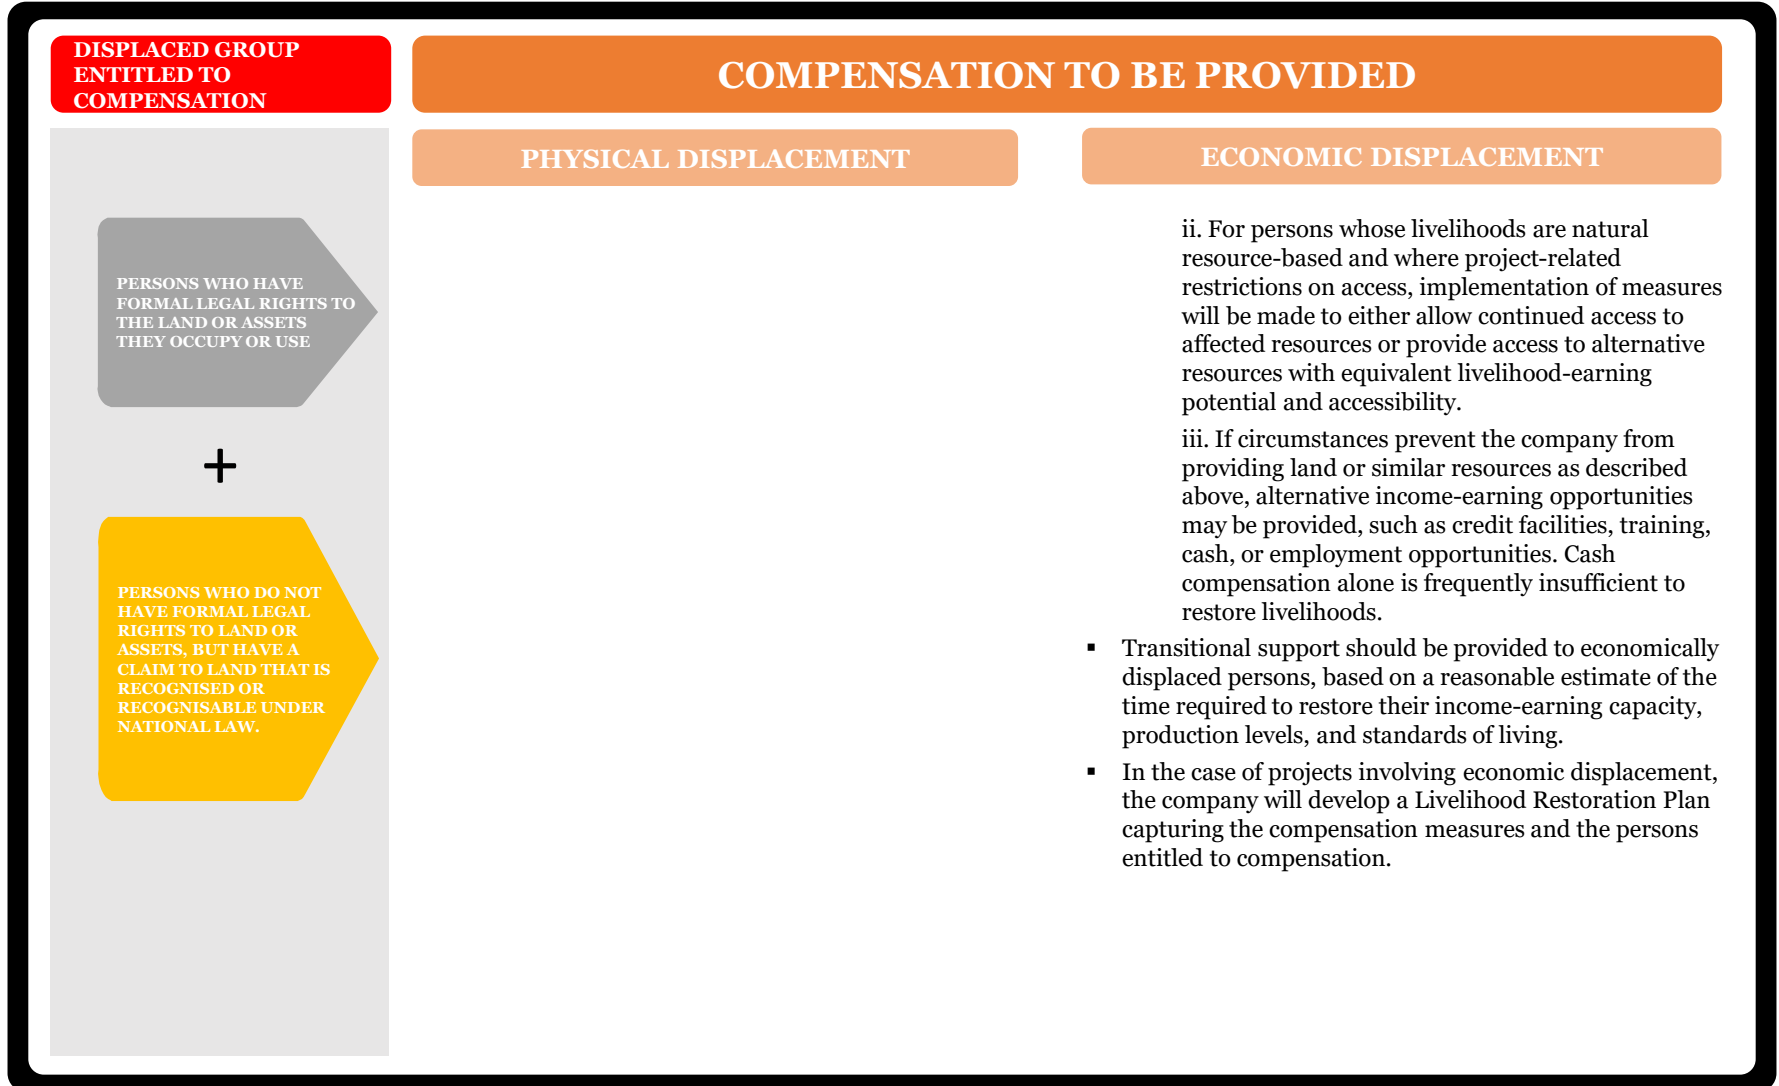 DISPLACED GROUP
ENTITLED TO
COMPENSATION
COMPENSATION TO BE PROVIDED
PHYSICAL DISPLACEMENT
ECONOMIC DISPLACEMENT
PERSONS WHO HAVE
FORMAL LEGAL RIGHTS TO
THE LAND OR ASSETS
THEY OCCUPY OR USE
+
PERSONS WHO DO NOT
HAVE FORMAL LEGAL
RIGHTS TO LAND OR
ASSETS, BUT HAVE A
CLAIM TO LAND THAT IS
RECOGNISED OR
RECOGNISABLE UNDER
NATIONAL LAW.
ii. For persons whose livelihoods are natural
resource-based and where project-related
restrictions on access, implementation of measures
will be made to either allow continued access to
affected resources or provide access to alternative
resources with equivalent livelihood-earning
potential and accessibility.
iii. If circumstances prevent the company from
providing land or similar resources as described
above, alternative income-earning opportunities
may be provided, such as credit facilities, training,
cash, or employment opportunities. Cash
compensation alone is frequently insufficient to
restore livelihoods.
▪ Transitional support should be provided to economically
displaced persons, based on a reasonable estimate of the
time required to restore their income-earning capacity,
production levels, and standards of living.
▪ In the case of projects involving economic displacement,
the company will develop a Livelihood Restoration Plan
capturing the compensation measures and the persons
entitled to compensation.